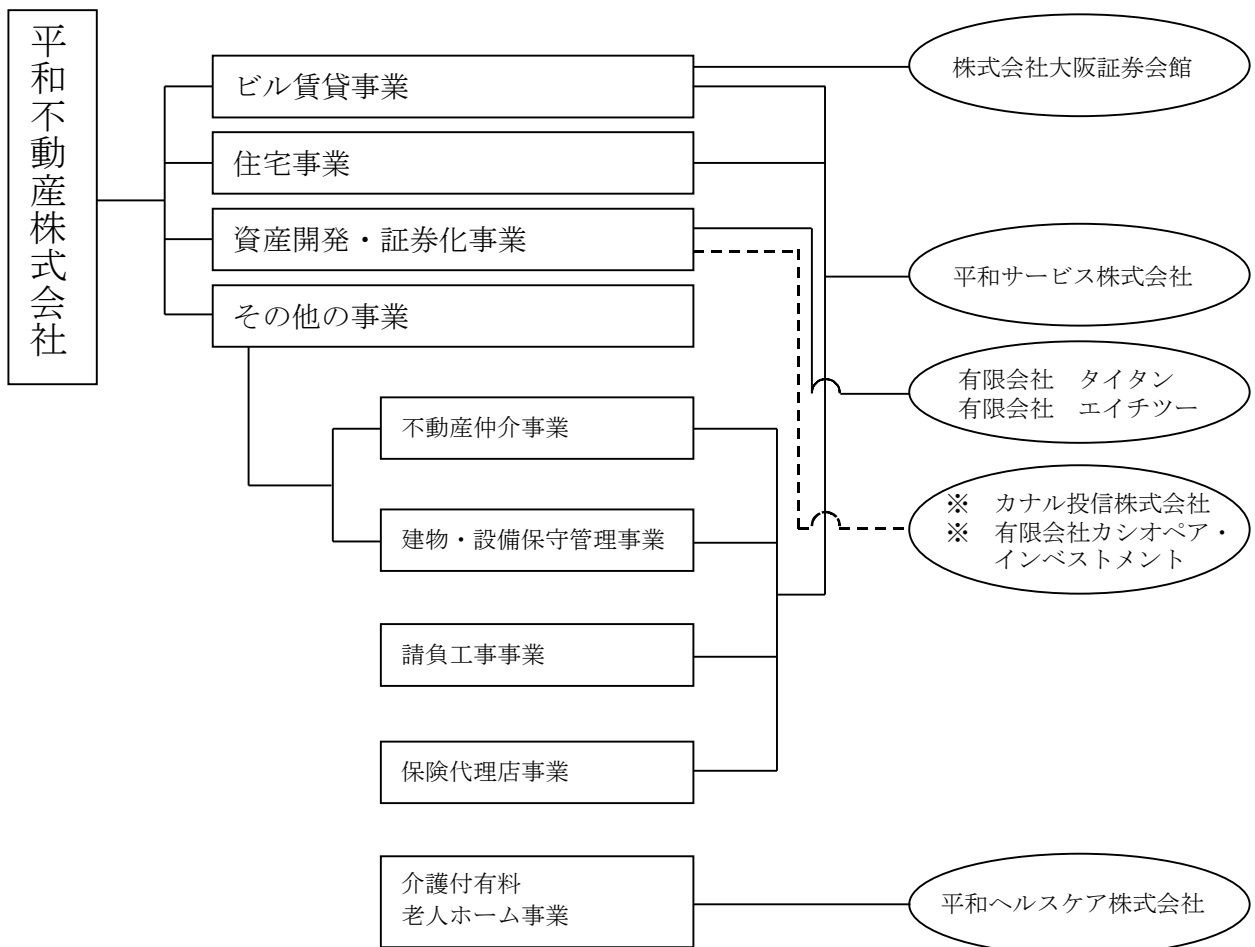 平和不動産株式会社
ビル賃貸事業
住宅事業
資産開発・証券化事業
その他の事業
不動産仲介事業
建物・設備保守管理事業
請負工事事業
保険代理店事業
介護付有料
老人ホーム事業
株式会社大阪証券会館
平和サービス株式会社
有限会社　タイタン
有限会社　エイチツー
※　カナル投信株式会社
※　有限会社カシオペア・
インベストメント
平和ヘルスケア株式会社